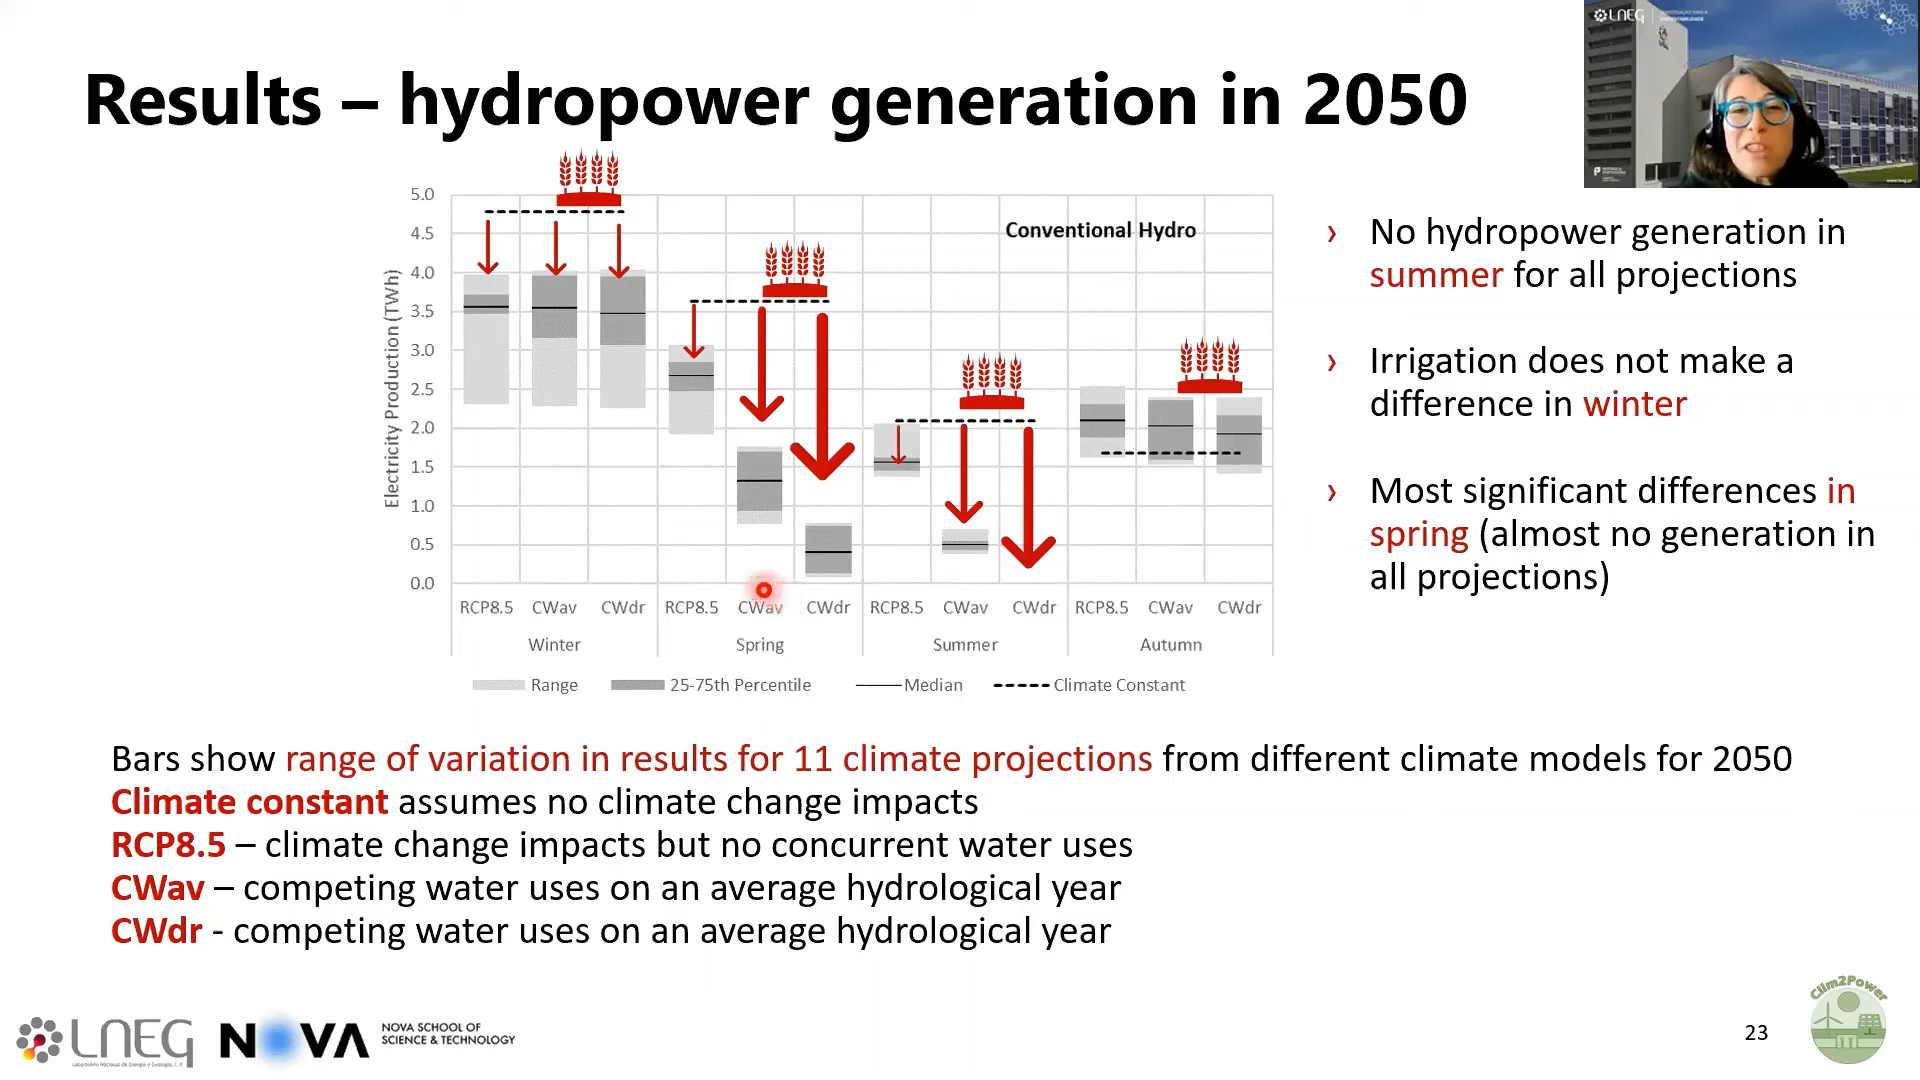 LNEG
Results – hydropower generation in 2050
5.0
4.5
4.0
3.5
3.0
2.5
2.0
1.5
1.0
0.5
0.0
Electricity Production (TWh)
Conventional Hydro
RCP8.5 CWav CWdr RCP8.5 CWav CWdr RCP8.5 CWav CWdr RCP8.5 CWav CWdr
Winter Spring Summer Autumn
Range 25-75th Percentile Median Climate Constant
› No hydropower generation in
summer for all projections
› Irrigation does not make a
difference in winter
› Most significant differences in
spring (almost no generation in
all projections)
Bars show range of variation in results for 11 climate projections from different climate models for 2050
Climate constant assumes no climate change impacts
RCP8.5 – climate change impacts but no concurrent water uses
CWav – competing water uses on an average hydrological year
CWdr - competing water uses on an average hydrological year
LNEG
Laboratório Nacional de Energia e Geologia, I. P.
NOVA
NOVA SCHOOL OF
SCIENCE & TECHNOLOGY
23
Clim2Power